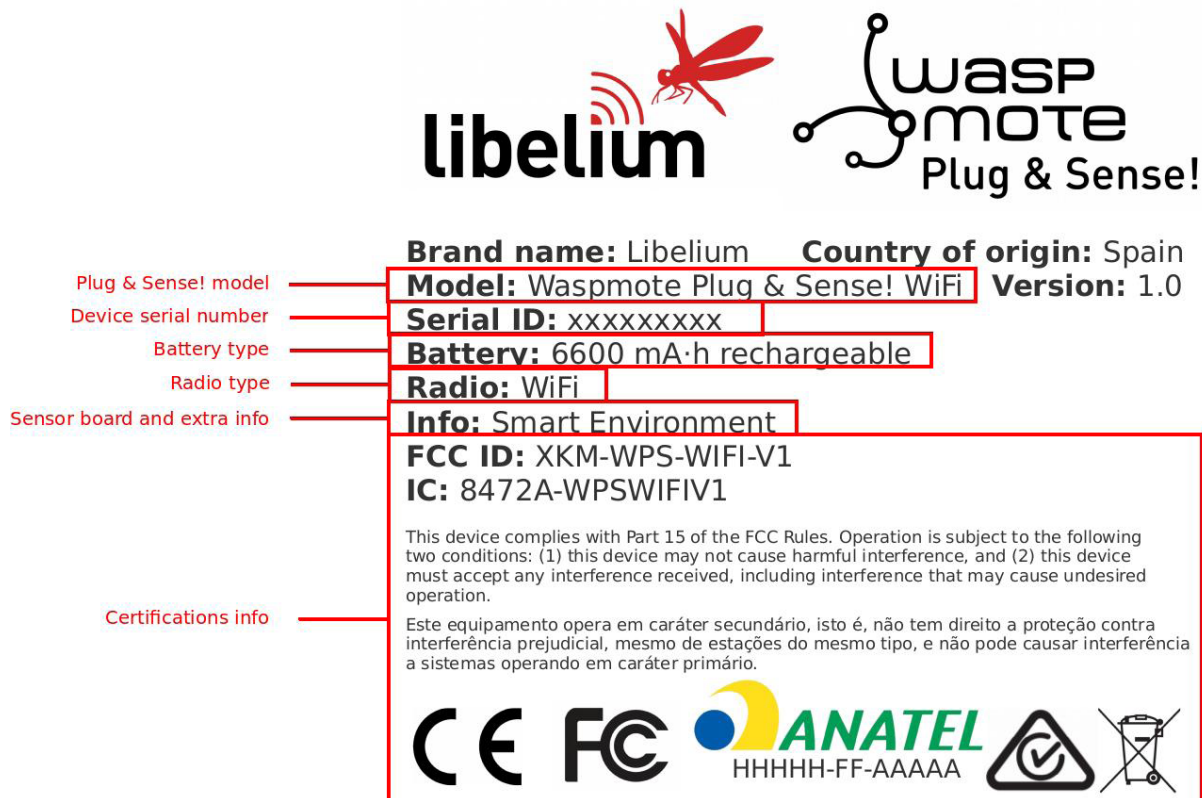 libelium
wasp
mote
Plug & Sense!
Brand name: Libelium Country of origin: Spain
Plug & Sense! model Model: Waspmote Plug & Sense! WiFi Version: 1.0
Device serial number Serial ID: xxxxxxxxx
Battery type Battery: 6600 mA·h rechargeable
Radio type Radio: WiFi
Sensor board and extra info Info: Smart Environment
FCC ID: XKM-WPS-WIFI-V1
IC: 8472A-WPSWIFIV1
This device complies with Part 15 of the FCC Rules. Operation is subject to the following
two conditions: (1) this device may not cause harmful interference, and (2) this device
must accept any interference received, including interference that may cause undesired
operation.
Certifications info
Este equipamento opera em caráter secundário, isto é, não tem direito a proteção contra
interferência prejudicial, mesmo de estações do mesmo tipo, e não pode causar interferência
a sistemas operando em caráter primário.
CE FC ANATEL
HHHHH-FF-AAAAA